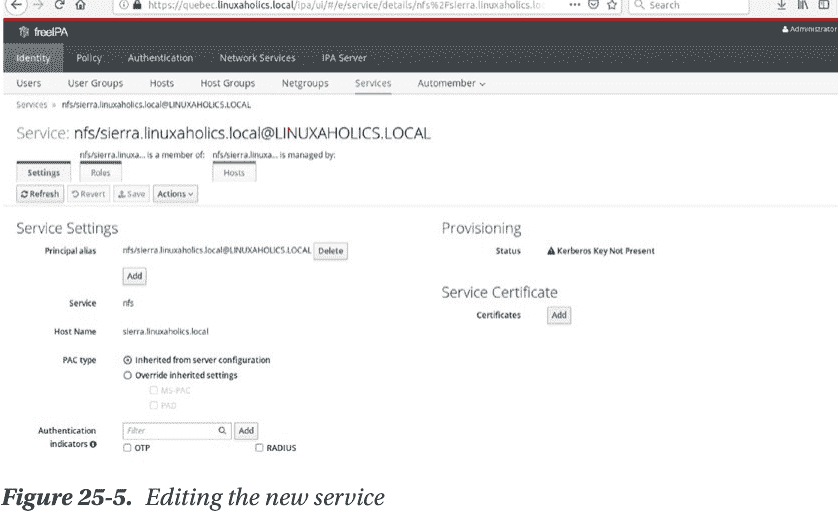 https://quebec.linuxaholics.local/ipa/ui/#/e/service/details/nfs%2Fsierra.linuxaholics.lo
Search
freeIPA
Administrator
Identity Policy Authentication Network Services IPA Server
Users User Groups Hosts Host Groups Netgroups Services Automember
Services » nfs/sierra.linuxaholics.local@LINUXAHOLICS.LOCAL
Service: nfs/sierra.linuxaholics.local@LINUXAHOLICS.LOCAL
nfs/sierra.linuxa... is a member of: nfs/sierra.linuxa... is managed by:
Settings Roles Hosts
Refresh Revert Save Actions
Service Settings
Principal alias nfs/sierra.linuxaholics.local@LINUXAHOLICS.LOCAL Delete
Add
Service nfs
Host Name sierra.linuxaholics.local
PAC type Inherited from server configuration
Override inherited settings
MS-PAC
PAD
Authentication indicators Filter Add
OTP RADIUS
Provisioning
Status Kerberos Key Not Present
Service Certificate
Certificates Add
Figure 25-5. Editing the new service